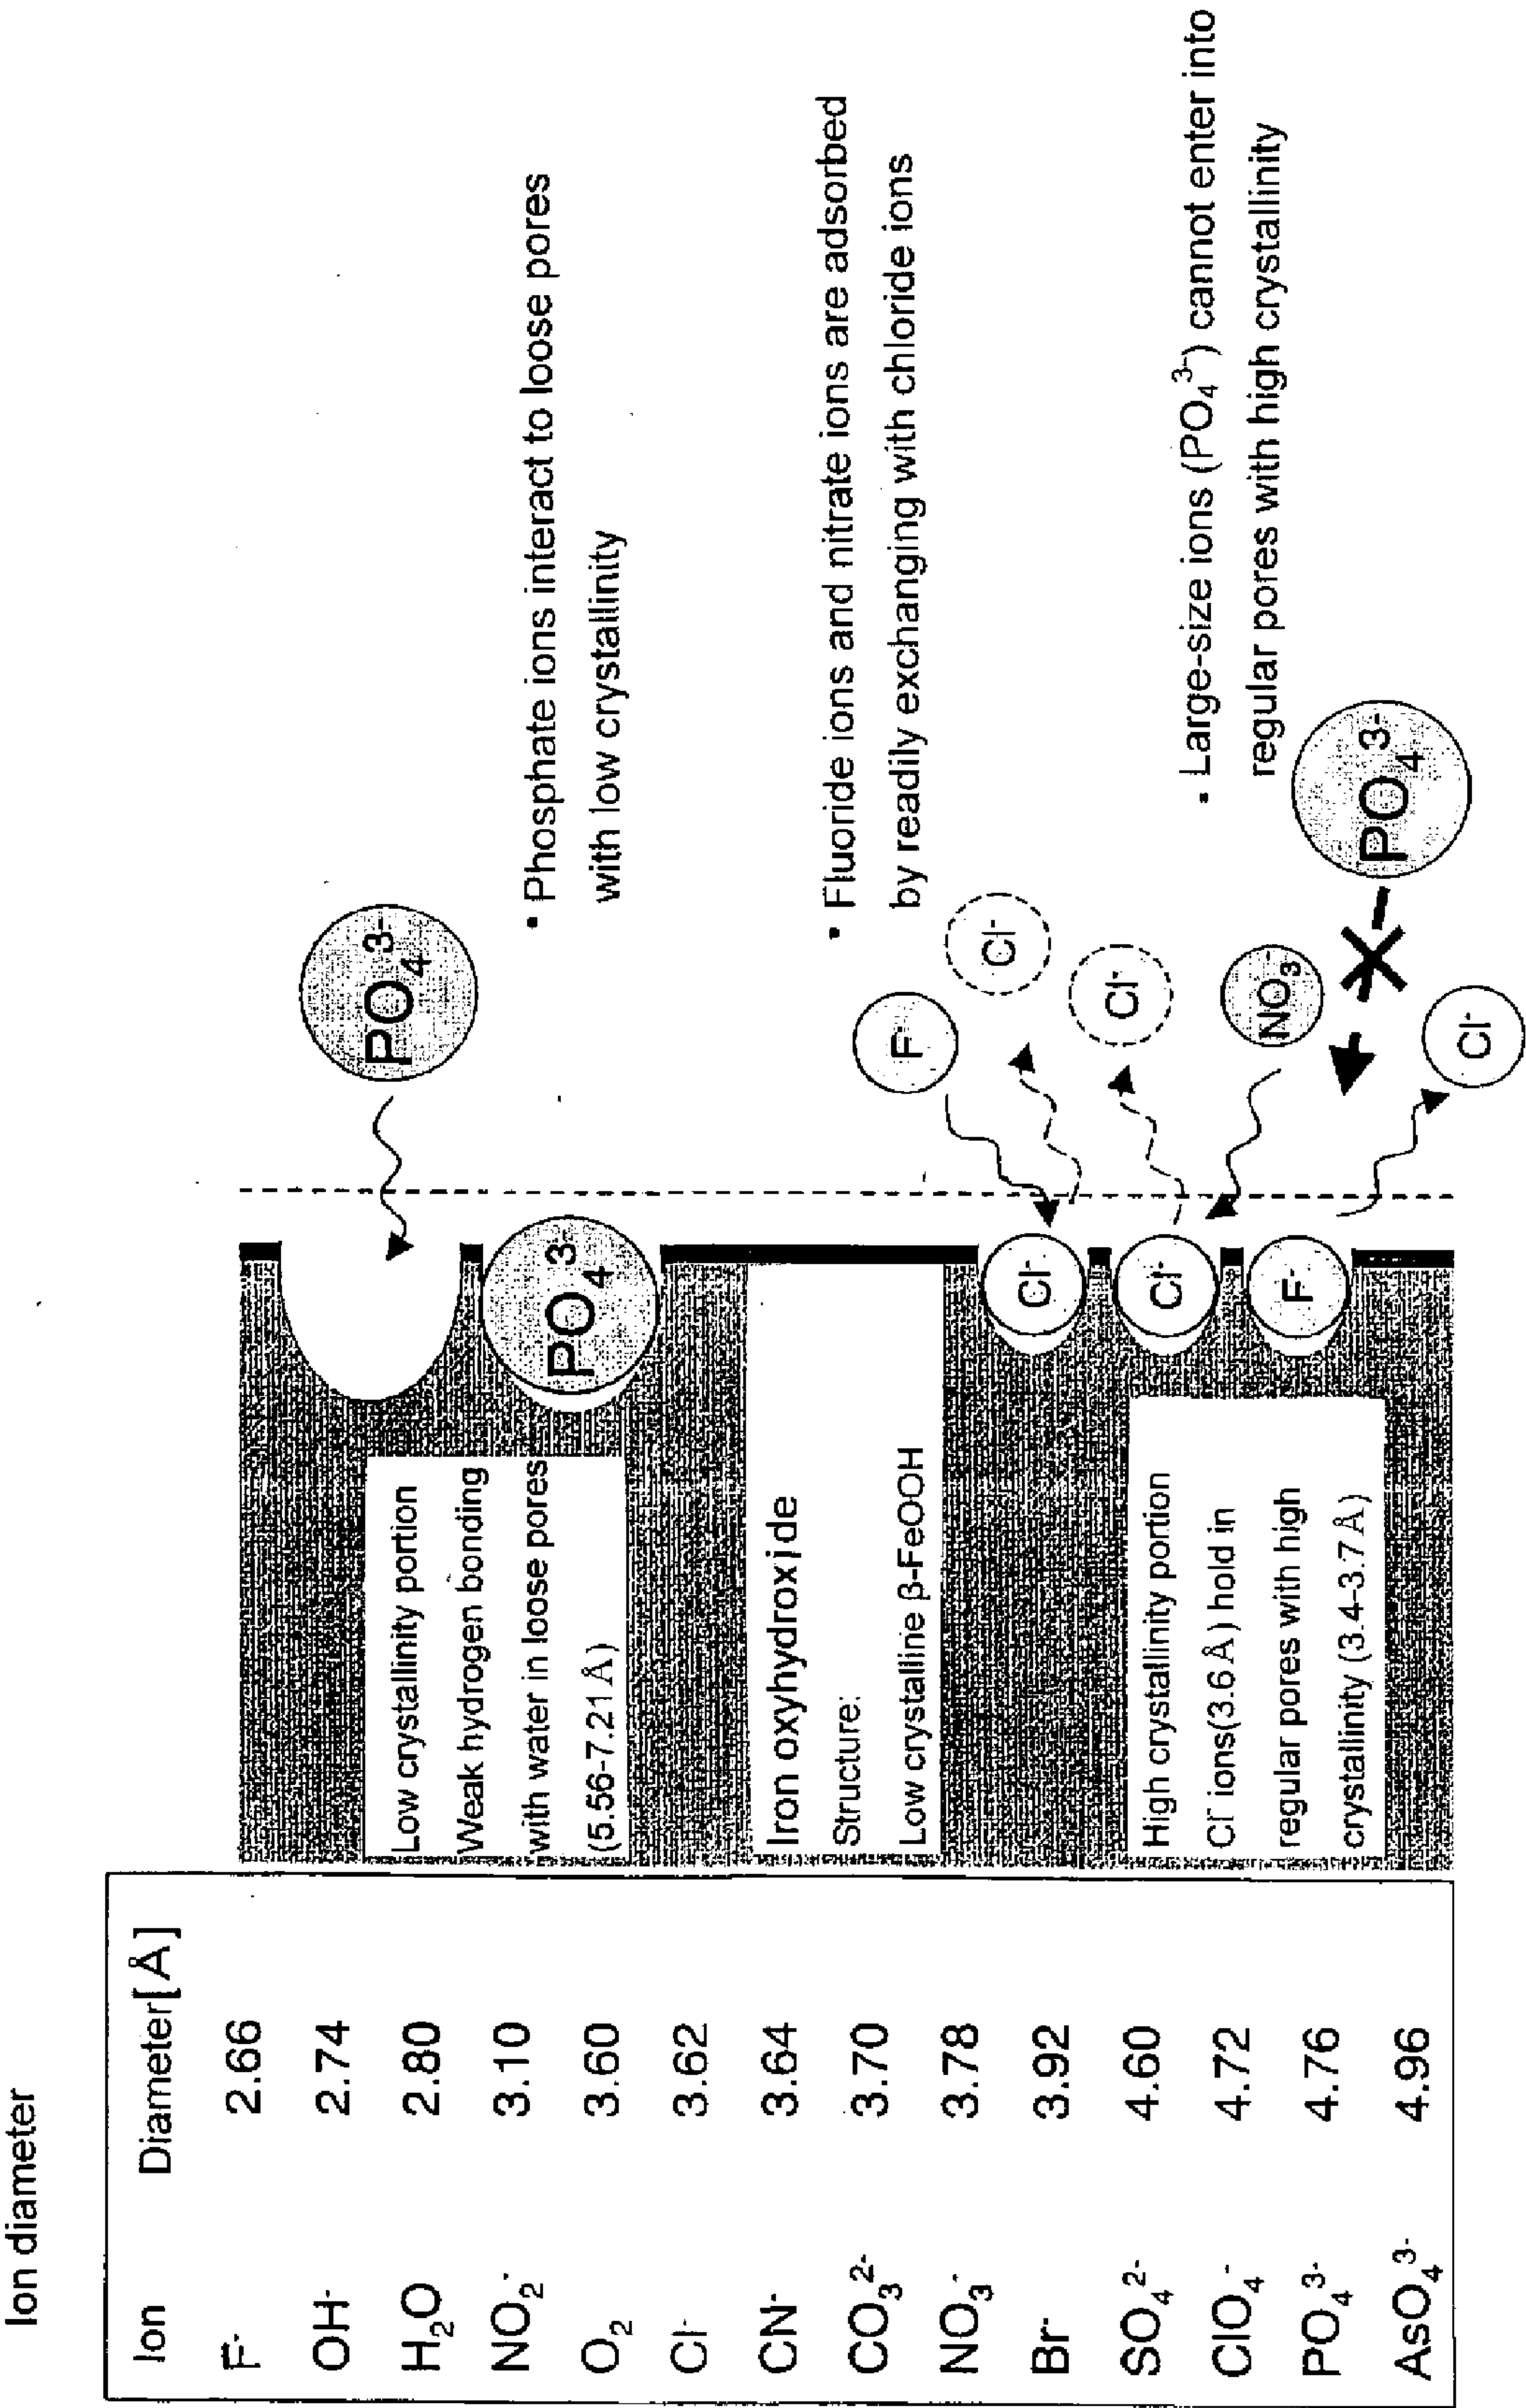 Ion diameter
Ion Diameter[Å]
F⁻ 2.66
OH⁻ 2.74
H₂O 2.80
NO₂⁻ 3.10
O₂ 3.60
Cl⁻ 3.62
CN⁻ 3.64
CO₃²⁻ 3.70
NO₃⁻ 3.78
Br⁻ 3.92
SO₄²⁻ 4.60
ClO₄⁻ 4.72
PO₄³⁻ 4.76
AsO₄³⁻ 4.96
Low crystallinity portion
Weak hydrogen bonding
with water in loose pores
(5.56-7.21Å)
Iron oxyhydroxide
Structure:
Low crystalline β-FeOOH
High crystallinity portion
Cl⁻ ions(3.6Å) hold in
regular pores with high
crystallinity (3.4-3.7Å)
PO₄³⁻
PO₄³⁻
Cl⁻
Cl⁻
F⁻
F⁻
Cl⁻
Cl⁻
NO₃⁻
Cl⁻
PO₄³⁻
• Phosphate ions interact to loose pores
with low crystallinity
• Fluoride ions and nitrate ions are adsorbed
by readily exchanging with chloride ions
• Large-size ions (PO₄³⁻) cannot enter into
regular pores with high crystallinity